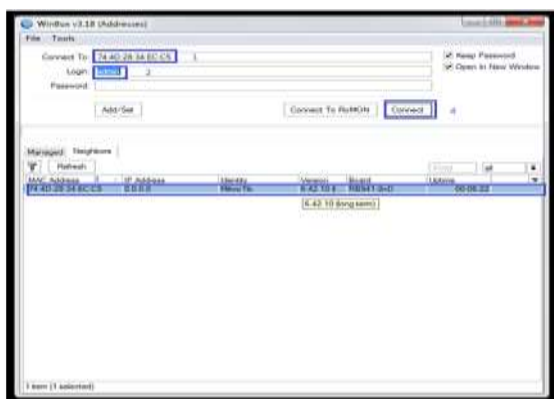 WinBox v3.18 (Addresses)
File Tools
Connect To: 74:4D:28:34:EC:C5 1
Keep Password
Login: admin 2
Open In New Window
Password:
Add/Set Connect To RoMON Connect
Managed Neighbors
Refresh Find all
MAC Address IP Address Identity Version Board Uptime
74:4D:28:34:EC:C5 0.0.0.0 MikroTik 6.42.10 (l... RB941-2nD 00:06:22
6.42.10 (long-term)
1 item (1 selected)